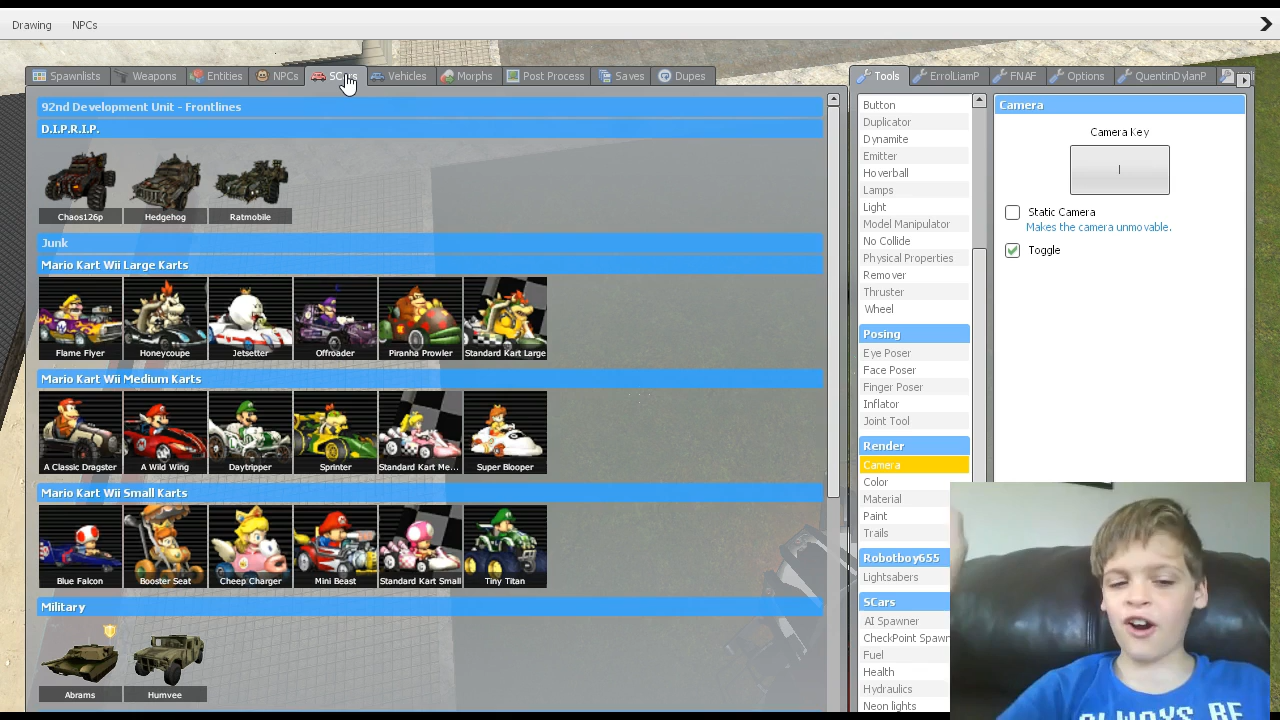 Drawing NPCs
Spawnlists Weapons Entities NPCs SCars Vehicles Morphs Post Process Saves Dupes
Tools ErrolLiamP FNAF Options QuentinDylanP
92nd Development Unit - Frontlines
D.I.P.R.I.P.
Chaos126p Hedgehog Ratmobile
Junk
Mario Kart Wii Large Karts
Flame Flyer Honeycoupe Jetsetter Offroader Piranha Prowler Standard Kart Large
Mario Kart Wii Medium Karts
A Classic Dragster A Wild Wing Daytripper Sprinter Standard Kart Me... Super Blooper
Mario Kart Wii Small Karts
Blue Falcon Booster Seat Cheep Charger Mini Beast Standard Kart Small Tiny Titan
Military
Abrams Humvee
Button
Duplicator
Dynamite
Emitter
Hoverball
Lamps
Light
Model Manipulator
No Collide
Physical Properties
Remover
Thruster
Wheel
Posing
Eye Poser
Face Poser
Finger Poser
Inflator
Joint Tool
Render
Camera
Color
Material
Paint
Trails
Robotboy655
Lightsabers
SCars
AI Spawner
CheckPoint Spawn
Fuel
Health
Hydraulics
Neon lights
Camera
Camera Key
I
Static Camera
Makes the camera unmovable.
Toggle
ALWAYS BE